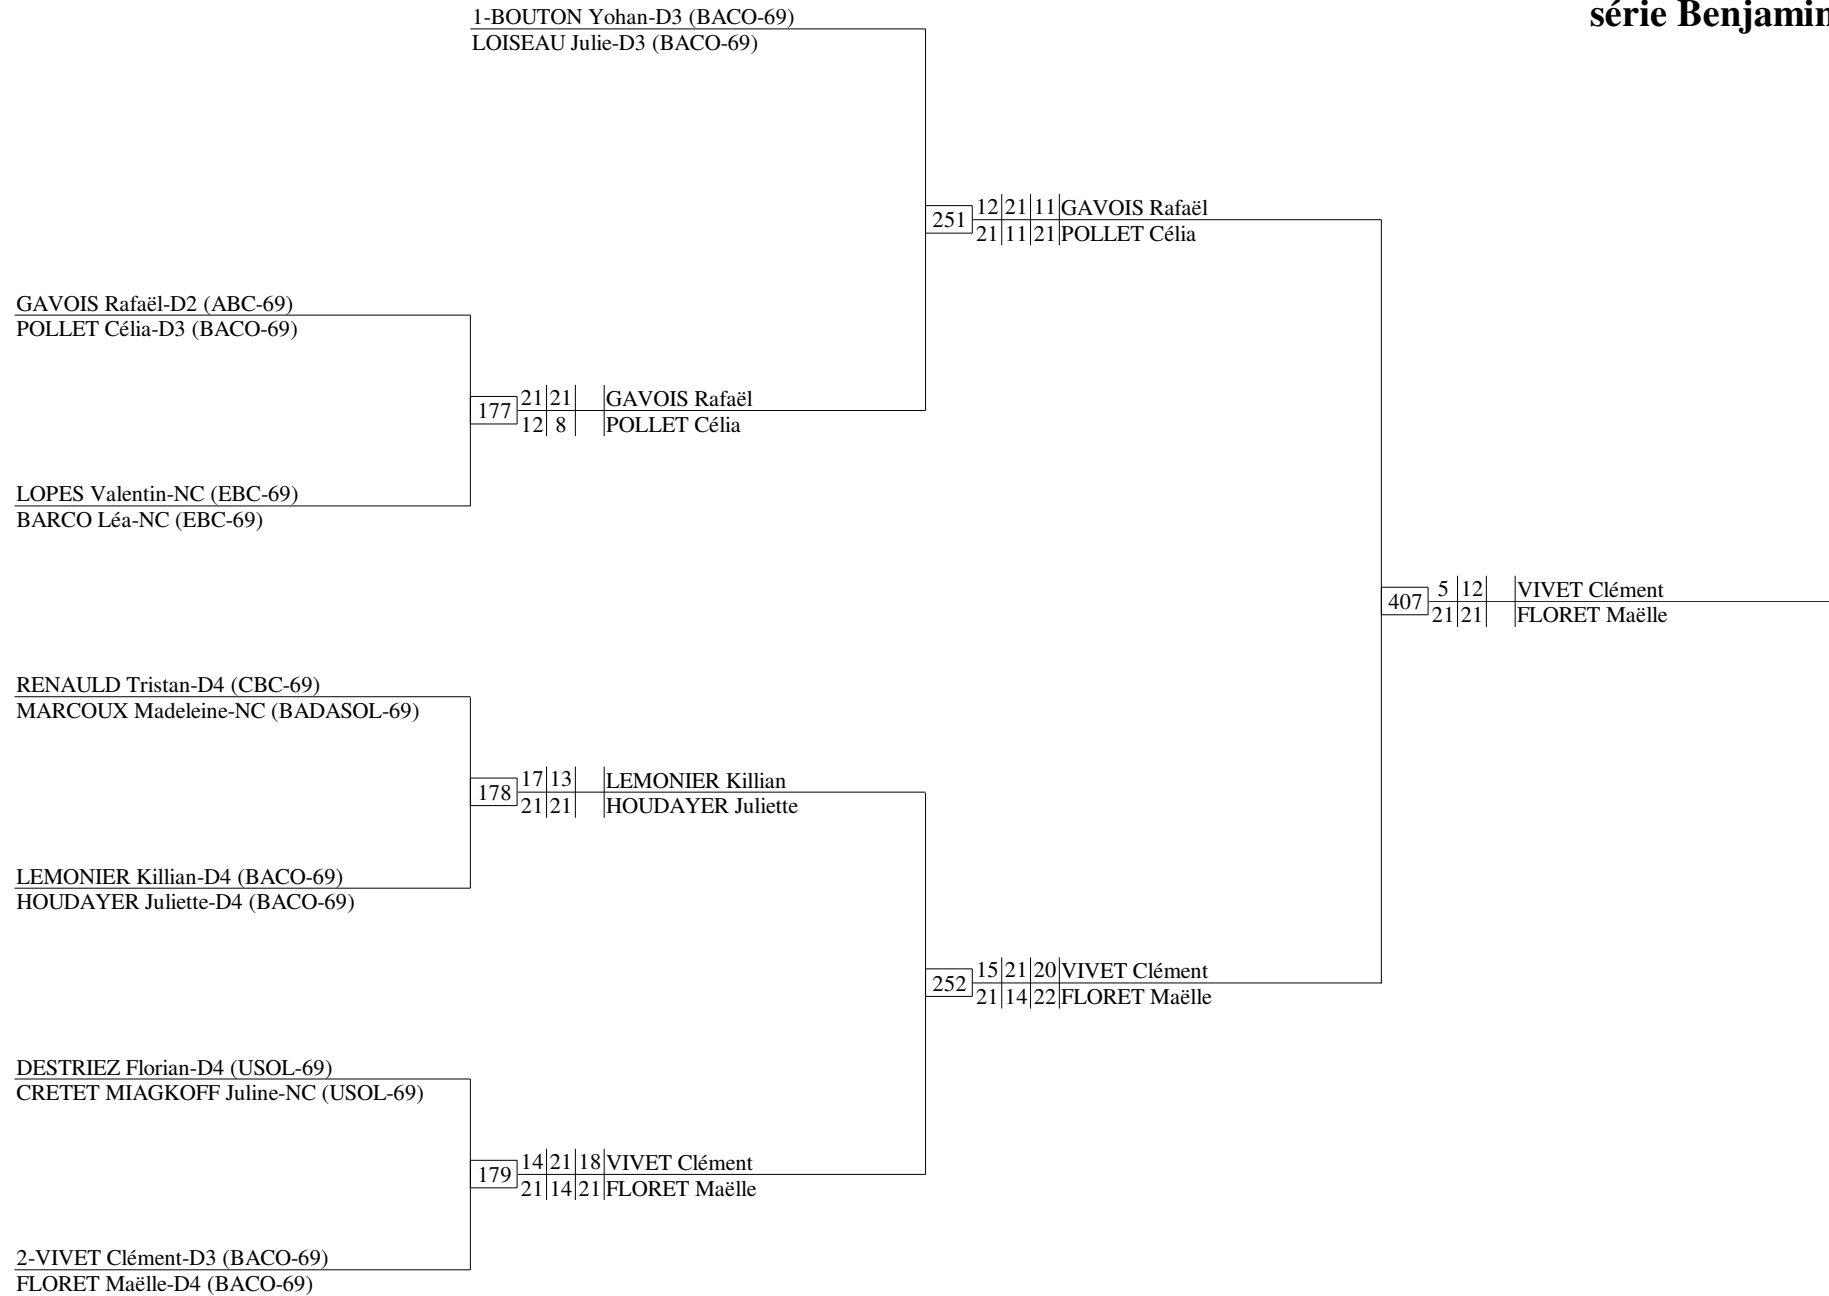 série Benjamin
1-BOUTON Yohan-D3 (BACO-69)
LOISEAU Julie-D3 (BACO-69)
251 12 21 11 GAVOIS Rafaël
21 11 21 POLLET Célia
GAVOIS Rafaël-D2 (ABC-69)
POLLET Célia-D3 (BACO-69)
177 21 21 GAVOIS Rafaël
12 8 POLLET Célia
LOPES Valentin-NC (EBC-69)
BARCO Léa-NC (EBC-69)
407 5 12 VIVET Clément
21 21 FLORET Maëlle
RENAULD Tristan-D4 (CBC-69)
MARCOUX Madeleine-NC (BADASOL-69)
178 17 13 LEMONIER Killian
21 21 HOUDAYER Juliette
LEMONIER Killian-D4 (BACO-69)
HOUDAYER Juliette-D4 (BACO-69)
252 15 21 20 VIVET Clément
21 14 22 FLORET Maëlle
DESTRIEZ Florian-D4 (USOL-69)
CRETET MIAGKOFF Juline-NC (USOL-69)
179 14 21 18 VIVET Clément
21 14 21 FLORET Maëlle
2-VIVET Clément-D3 (BACO-69)
FLORET Maëlle-D4 (BACO-69)